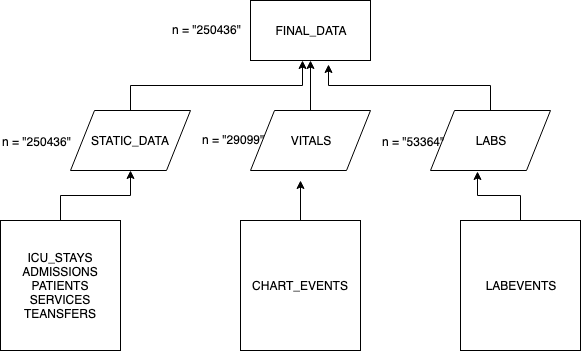 n = "250436"
FINAL_DATA
n = "250436"
STATIC_DATA
n = "29099"
VITALS
n = "53364"
LABS
ICU_STAYS
ADMISSIONS
PATIENTS
SERVICES
TEANSFERS
CHART_EVENTS
LABEVENTS